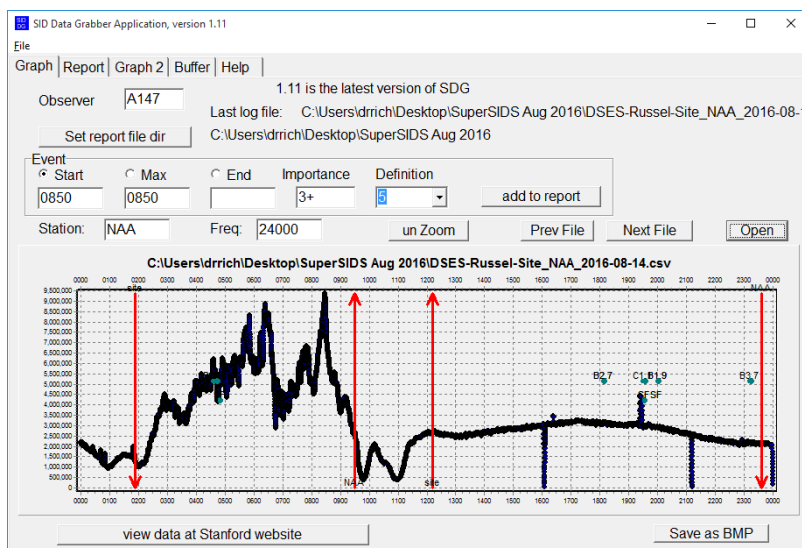 SID DG SID Data Grabber Application, version 1.11
File
Graph Report Graph 2 Buffer Help
1.11 is the latest version of SDG
Observer A147
Last log file: C:\Users\drrich\Desktop\SuperSIDS Aug 2016\DSES-Russel-Site_NAA_2016-08-
Set report file dir C:\Users\drrich\Desktop\SuperSIDS Aug 2016
Event
Start Max End Importance Definition
0850 0850 3+ 5 add to report
Station: NAA Freq: 24000 un Zoom Prev File Next File Open
C:\Users\drrich\Desktop\SuperSIDS Aug 2016\DSES-Russel-Site_NAA_2016-08-14.csv
0000 0100 0200 0300 0400 0500 0600 0700 0800 0900 1000 1100 1200 1300 1400 1500 1600 1700 1800 1900 2000 2100 2200 2300 0000
site NAA
9,500,000
9,000,000
8,500,000
8,000,000
7,500,000
7,000,000
6,500,000
6,000,000
5,500,000
B2.7 C1.6 B1.9 B3.7
5,000,000
4,500,000
SFSF
4,000,000
3,500,000
3,000,000
2,500,000
2,000,000
1,500,000
1,000,000
500,000
NAA site
0
0000 0100 0200 0300 0400 0500 0600 0700 0800 0900 1000 1100 1200 1300 1400 1500 1600 1700 1800 1900 2000 2100 2200 2300 0000
view data at Stanford website Save as BMP